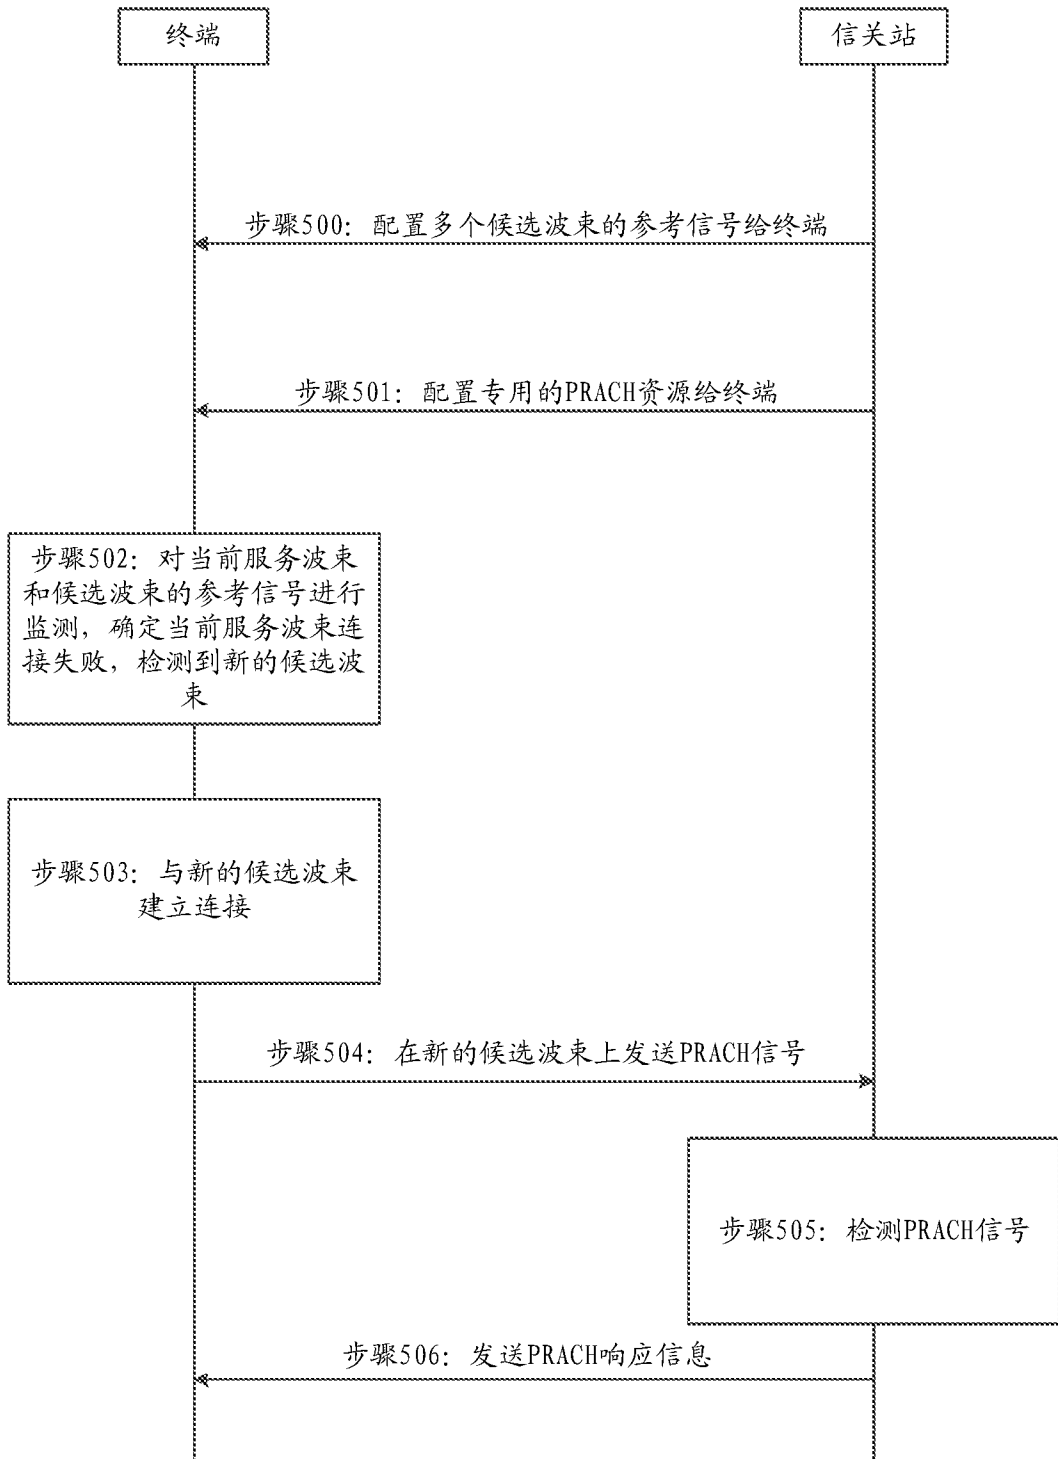 终端
信关站
步骤500：配置多个候选波束的参考信号给终端
步骤501：配置专用的PRACH资源给终端
步骤502：对当前服务波束
和候选波束的参考信号进行
监测，确定当前服务波束连
接失败，检测到新的候选波
束
步骤503：与新的候选波束
建立连接
步骤504：在新的候选波束上发送PRACH信号
步骤505：检测PRACH信号
步骤506：发送PRACH响应信息